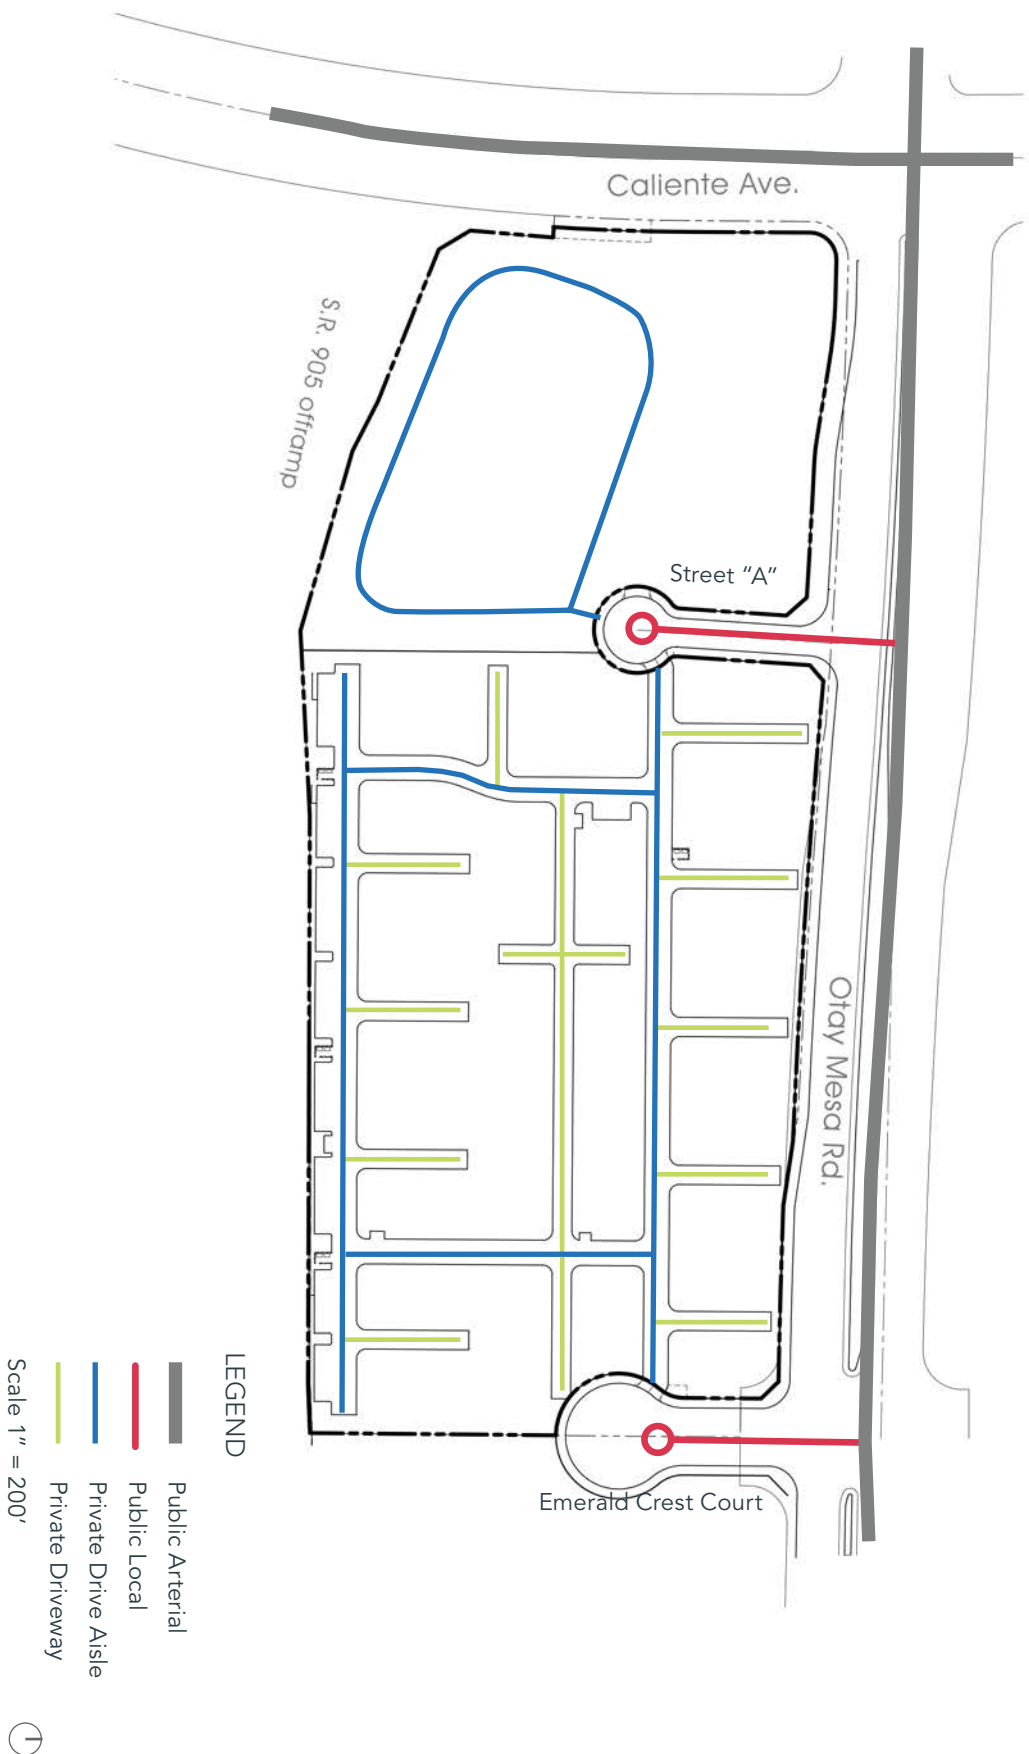 Caliente Ave.
S.R. 905 offramp
Street “A”
Otay Mesa Rd.
Emerald Crest Court
LEGEND
Public Arterial
Public Local
Private Drive Aisle
Private Driveway
Scale 1” = 200’